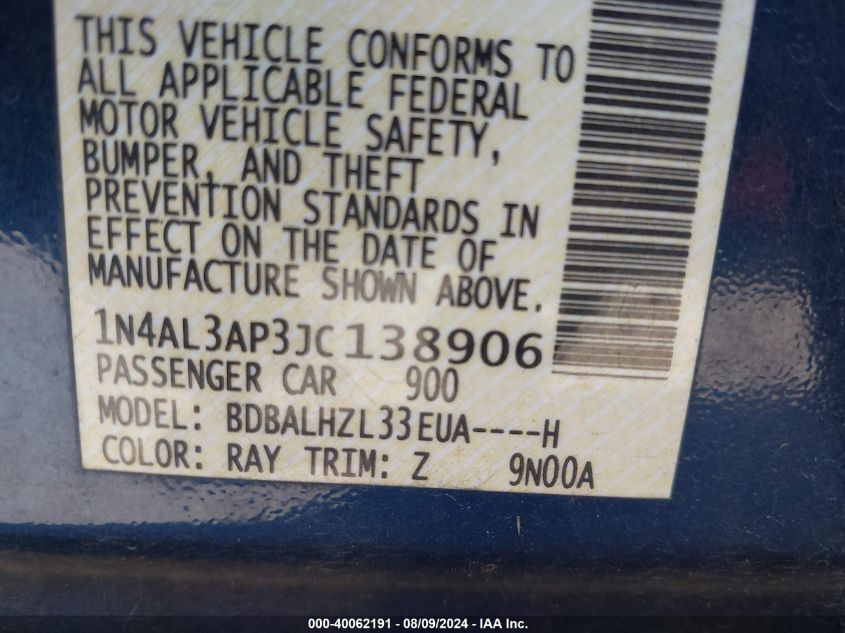 THIS VEHICLE CONFORMS TO
ALL APPLICABLE FEDERAL
MOTOR VEHICLE SAFETY,
BUMPER, AND THEFT
PREVENTION STANDARDS IN
EFFECT ON THE DATE OF
MANUFACTURE SHOWN ABOVE.
1N4AL3AP3JC138906
PASSENGER CAR 900
MODEL: BDBALHZL33EUA----H
COLOR: RAY TRIM: Z 9N00A
000-40062191 - 08/09/2024 - IAA Inc.